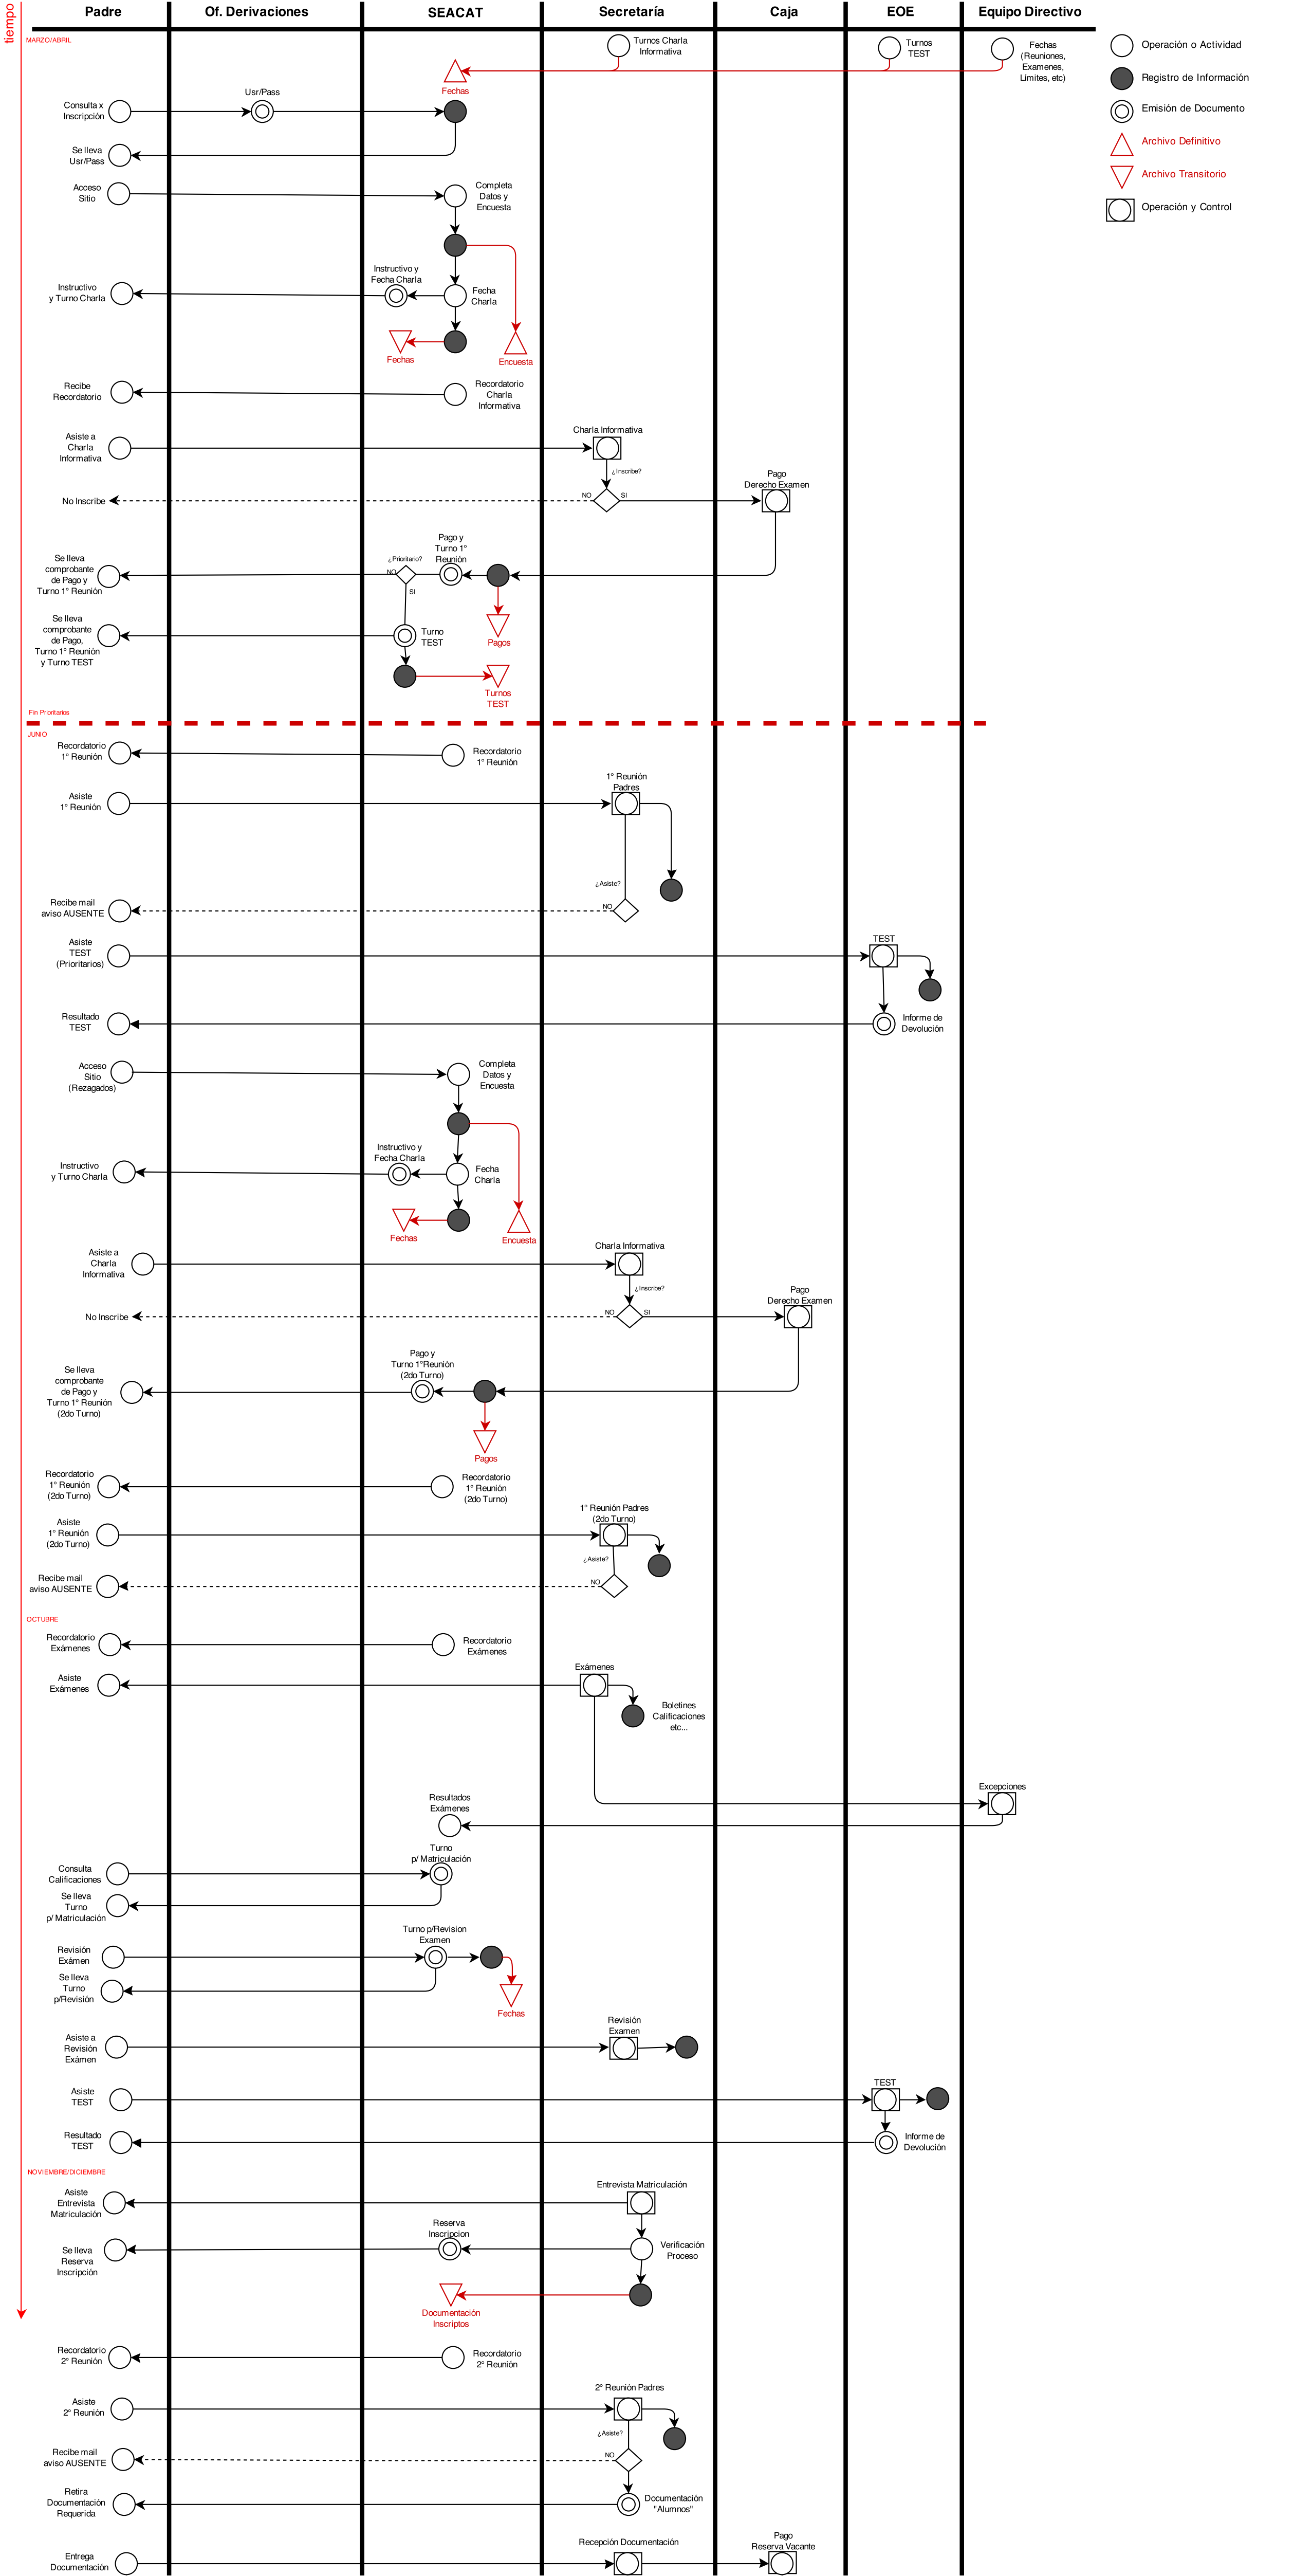 tiempo
Padre
Of. Derivaciones
SEACAT
Secretaría
Caja
EOE
Equipo Directivo
MARZO/ABRIL
Turnos Charla
Informativa
Turnos
TEST
Fechas
(Reuniones,
Examenes,
Límites, etc)
Operación o Actividad
Registro de Información
Emisión de Documento
Archivo Definitivo
Archivo Transitorio
Operación y Control
Fechas
Consulta x
Inscripción
Usr/Pass
Se lleva
Usr/Pass
Acceso
Sitio
Completa
Datos y
Encuesta
Instructivo
y Turno Charla
Instructivo y
Fecha Charla
Fecha
Charla
Fechas
Encuesta
Recibe
Recordatorio
Recordatorio
Charla
Informativa
Asiste a
Charla
Informativa
Charla Informativa
¿Inscribe?
NO
SI
No Inscribe
Pago
Derecho Examen
Se lleva
comprobante
de Pago y
Turno 1° Reunión
¿Prioritario?
NO
SI
Pago y
Turno 1°
Reunión
Pagos
Se lleva
comprobante
de Pago,
Turno 1° Reunión
y Turno TEST
Turno
TEST
Turnos
TEST
Fin Prioritarios
JUNIO
Recordatorio
1° Reunión
Recordatorio
1° Reunión
Asiste
1° Reunión
1° Reunión
Padres
¿Asiste?
NO
Recibe mail
aviso AUSENTE
Asiste
TEST
(Prioritarios)
TEST
Resultado
TEST
Informe de
Devolución
Acceso
Sitio
(Rezagados)
Completa
Datos y
Encuesta
Instructivo
y Turno Charla
Instructivo y
Fecha Charla
Fecha
Charla
Fechas
Encuesta
Asiste a
Charla
Informativa
Charla Informativa
¿Inscribe?
NO
SI
No Inscribe
Pago
Derecho Examen
Se lleva
comprobante
de Pago y
Turno 1° Reunión
(2do Turno)
Pago y
Turno 1°Reunión
(2do Turno)
Pagos
Recordatorio
1° Reunión
(2do Turno)
Recordatorio
1° Reunión
(2do Turno)
Asiste
1° Reunión
(2do Turno)
1° Reunión Padres
(2do Turno)
¿Asiste?
NO
Recibe mail
aviso AUSENTE
OCTUBRE
Recordatorio
Exámenes
Recordatorio
Exámenes
Asiste
Exámenes
Exámenes
Boletines
Calificaciones
etc...
Excepciones
Resultados
Exámenes
Consulta
Calificaciones
Turno
p/ Matriculación
Se lleva
Turno
p/ Matriculación
Revisión
Exámen
Turno p/Revision
Examen
Se lleva
Turno
p/Revisión
Fechas
Asiste a
Revisión
Exámen
Revisión
Examen
Asiste
TEST
TEST
Resultado
TEST
Informe de
Devolución
NOVIEMBRE/DICIEMBRE
Asiste
Entrevista
Matriculación
Entrevista Matriculación
Se lleva
Reserva
Inscripción
Reserva
Inscripcion
Verificación
Proceso
Documentación
Inscriptos
Recordatorio
2° Reunión
Recordatorio
2° Reunión
Asiste
2° Reunión
2° Reunión Padres
¿Asiste?
NO
Recibe mail
aviso AUSENTE
Retira
Documentación
Requerida
Documentación
"Alumnos"
Entrega
Documentación
Recepción Documentación
Pago
Reserva Vacante